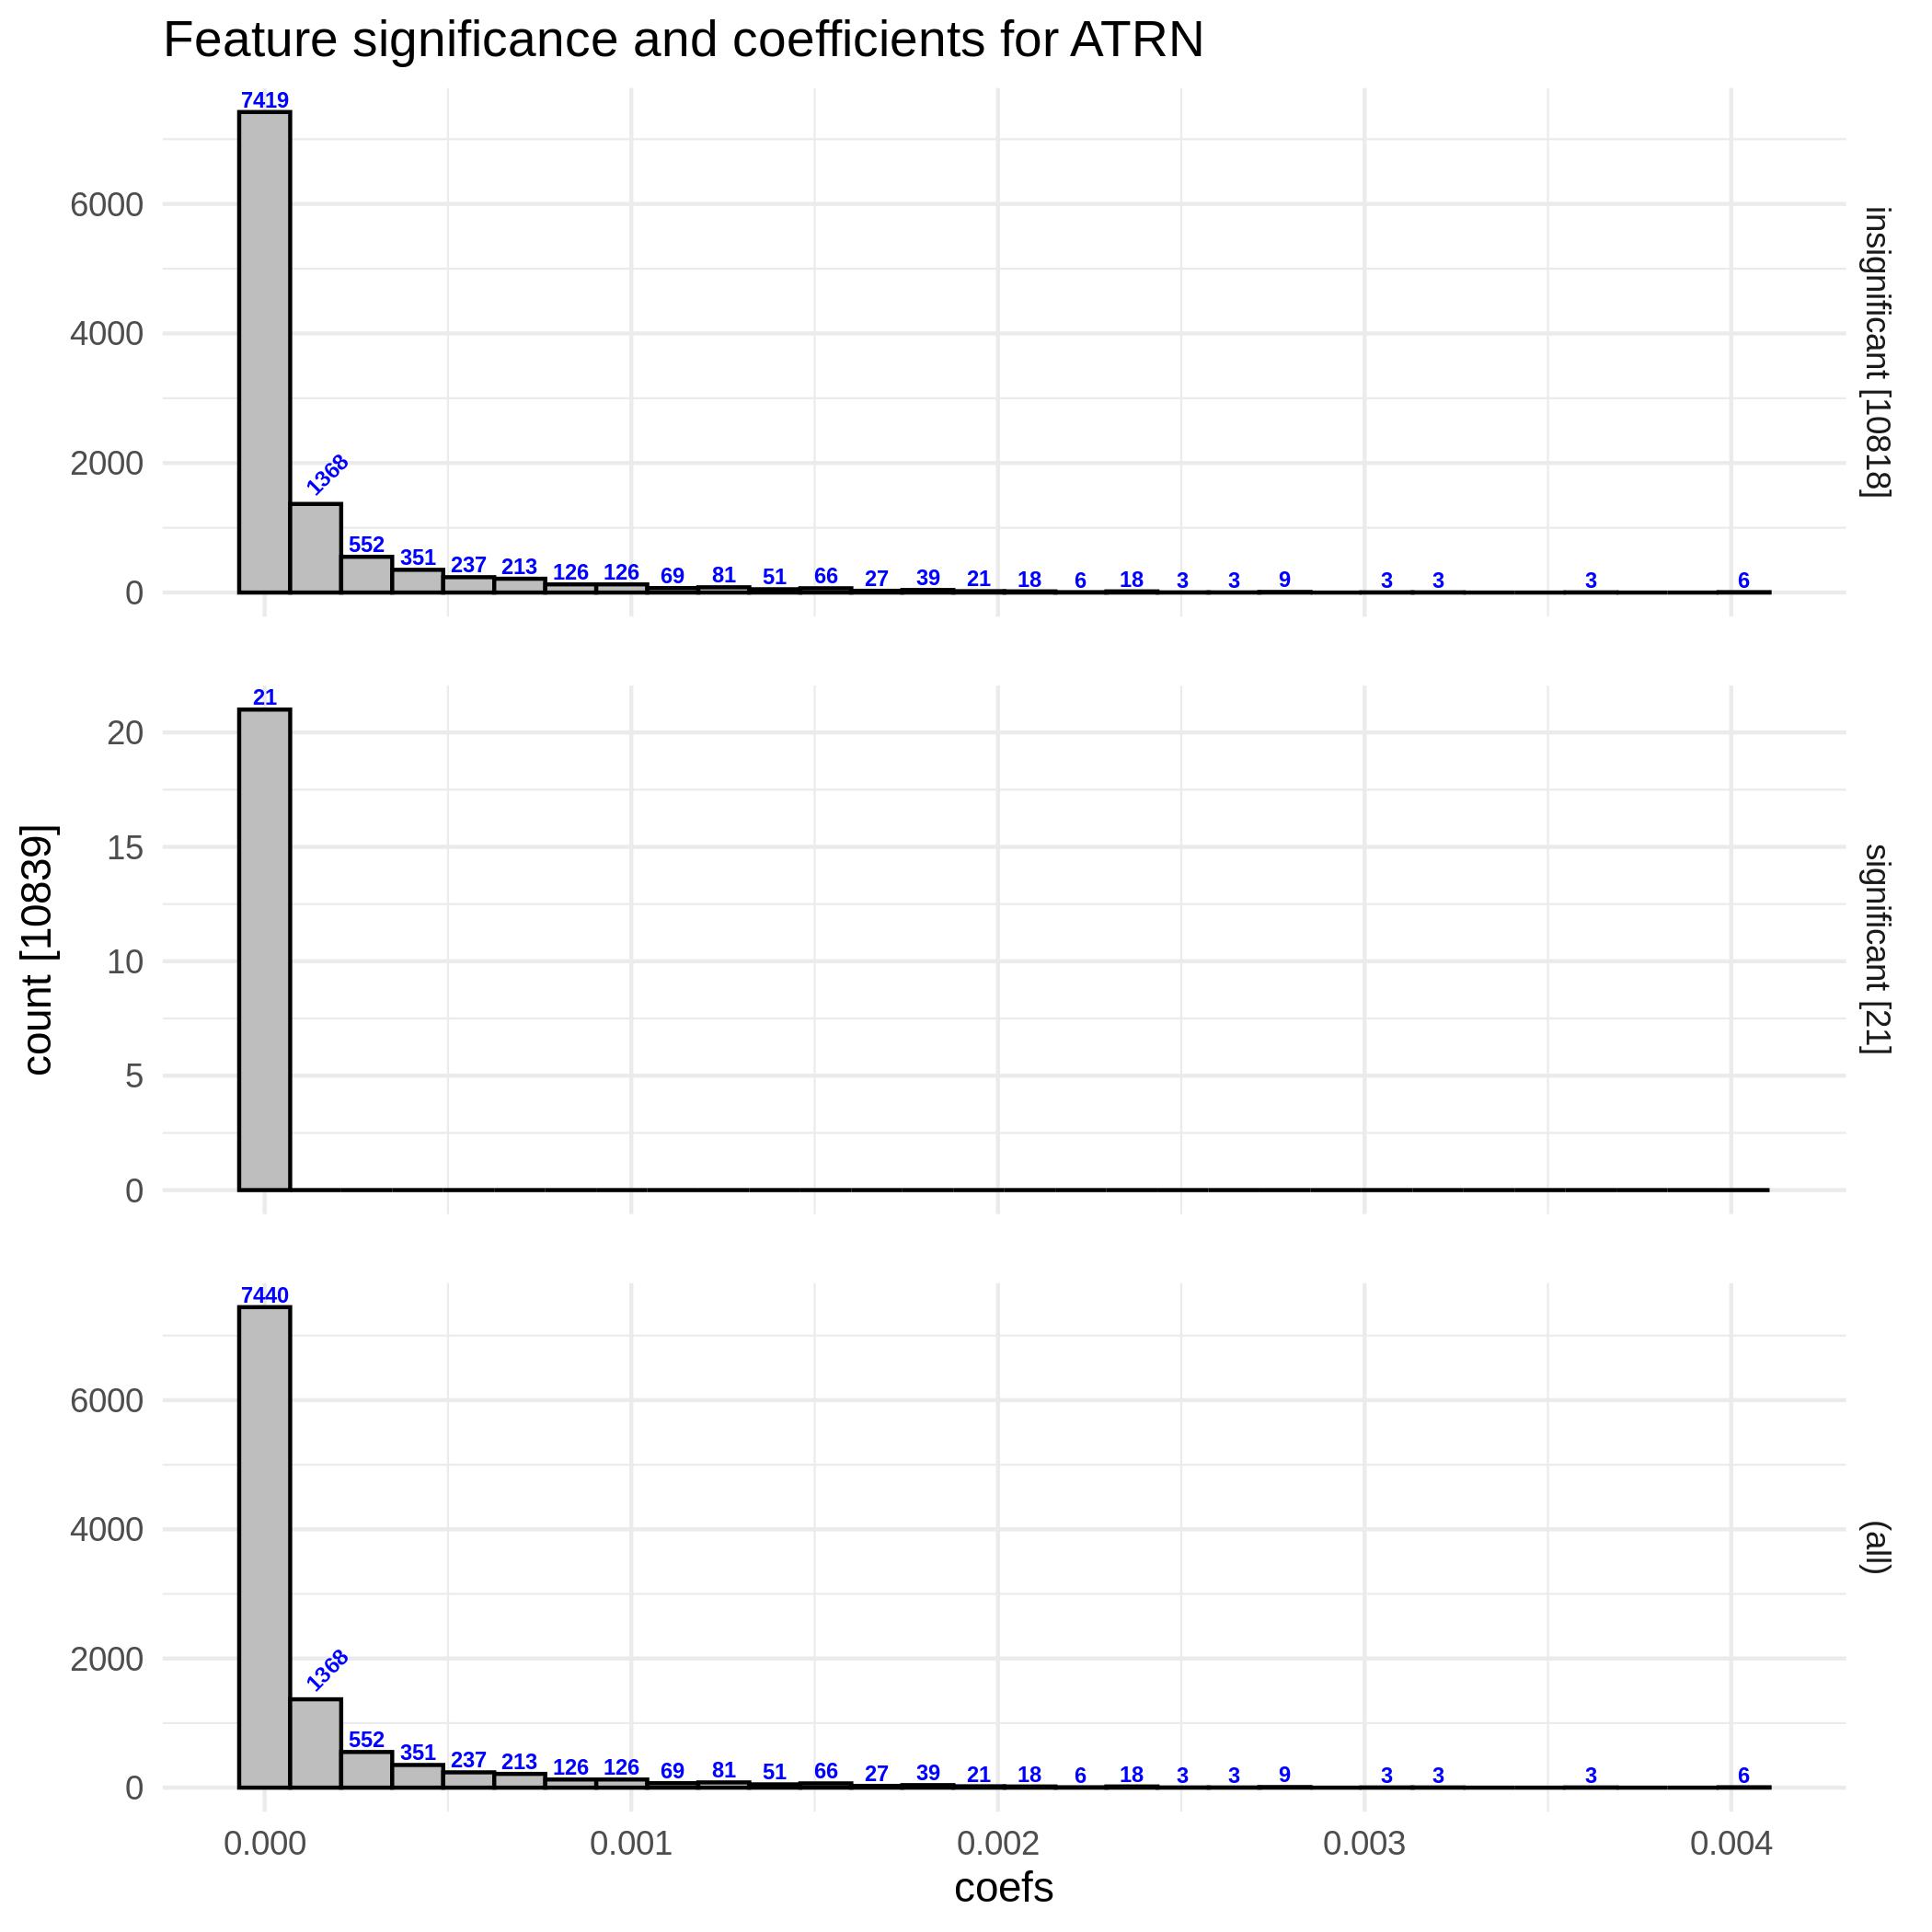 Feature significance and coefficients for ATRN
count [10839]
insignificant [10818]
7419
1368
552 351 237 213 126 126 69 81 51 66 27 39 21 18 6 18 3 3 9 3 3 3 6
6000
4000
2000
0
significant [21]
21
20
15
10
5
0
(all)
7440
1368
552 351 237 213 126 126 69 81 51 66 27 39 21 18 6 18 3 3 9 3 3 3 6
6000
4000
2000
0
0.000 0.001 0.002 0.003 0.004
coefs